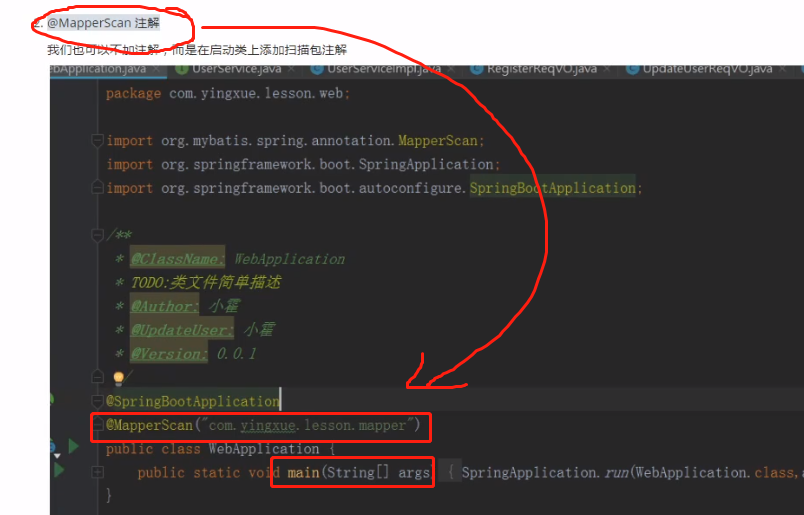 2. @MapperScan 注解
我们也可以不加注解，而是在启动类上添加扫描包注解
WebApplication.java × UserService.java × UserServiceImpl.java × RegisterReqVO.java × UpdateUserReqVO.java ×
package com.yingxue.lesson.web;
import org.mybatis.spring.annotation.MapperScan;
import org.springframework.boot.SpringApplication;
import org.springframework.boot.autoconfigure.SpringBootApplication;
/**
* @ClassName: WebApplication
* TODO:类文件简单描述
* @Author: 小霍
* @UpdateUser: 小霍
* @Version: 0.0.1
*/
@SpringBootApplication
@MapperScan("com.yingxue.lesson.mapper")
public class WebApplication {
public static void main(String[] args) { SpringApplication.run(WebApplication.class,
}